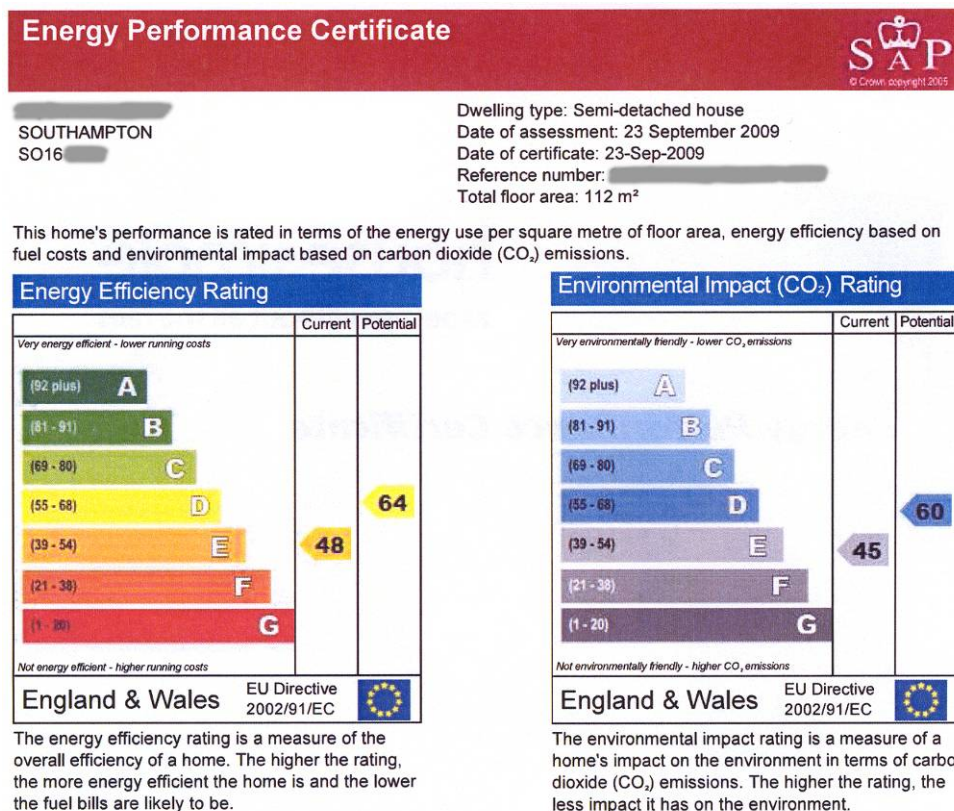 Energy Performance Certificate
SAP
© Crown copyright 2005
SOUTHAMPTON
SO16
Dwelling type: Semi-detached house
Date of assessment: 23 September 2009
Date of certificate: 23-Sep-2009
Reference number:
Total floor area: 112 m²
This home's performance is rated in terms of the energy use per square metre of floor area, energy efficiency based on
fuel costs and environmental impact based on carbon dioxide (CO₂) emissions.
Energy Efficiency Rating
Current Potential
Very energy efficient - lower running costs
(92 plus) A
(81 - 91) B
(69 - 80) C
(55 - 68) D
64
(39 - 54) E
48
(21 - 38) F
(1 - 20) G
Not energy efficient - higher running costs
England & Wales
EU Directive
2002/91/EC
The energy efficiency rating is a measure of the
overall efficiency of a home. The higher the rating,
the more energy efficient the home is and the lower
the fuel bills are likely to be.
Environmental Impact (CO₂) Rating
Current Potential
Very environmentally friendly - lower CO₂ emissions
(92 plus) A
(81 - 91) B
(69 - 80) C
(55 - 68) D
60
(39 - 54) E
45
(21 - 38) F
(1 - 20) G
Not environmentally friendly - higher CO₂ emissions
England & Wales
EU Directive
2002/91/EC
The environmental impact rating is a measure of a
home's impact on the environment in terms of carbo
dioxide (CO₂) emissions. The higher the rating, the
less impact it has on the environment.